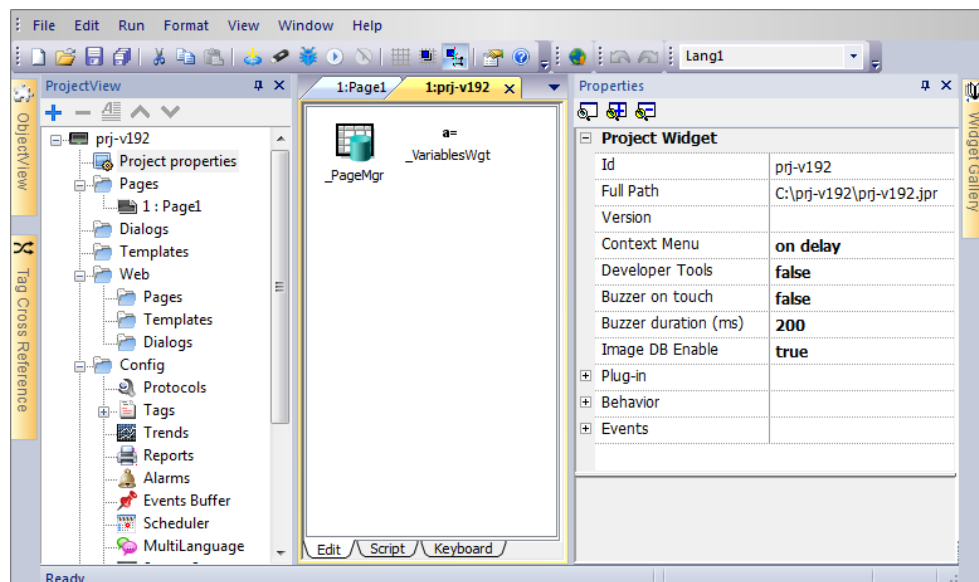 File Edit Run Format View Window Help
Lang1
ObjectView
Tag Cross Reference
ProjectView
prj-v192
Project properties
Pages
1 : Page1
Dialogs
Templates
Web
Pages
Templates
Dialogs
Config
Protocols
Tags
Trends
Reports
Alarms
Events Buffer
Scheduler
MultiLanguage
1:Page1 1:prj-v192
_PageMgr
a=
_VariablesWgt
Edit Script Keyboard
Properties
Project Widget
Id prj-v192
Full Path C:\prj-v192\prj-v192.jpr
Version
Context Menu on delay
Developer Tools false
Buzzer on touch false
Buzzer duration (ms) 200
Image DB Enable true
Plug-in
Behavior
Events
Widget Gallery
Ready